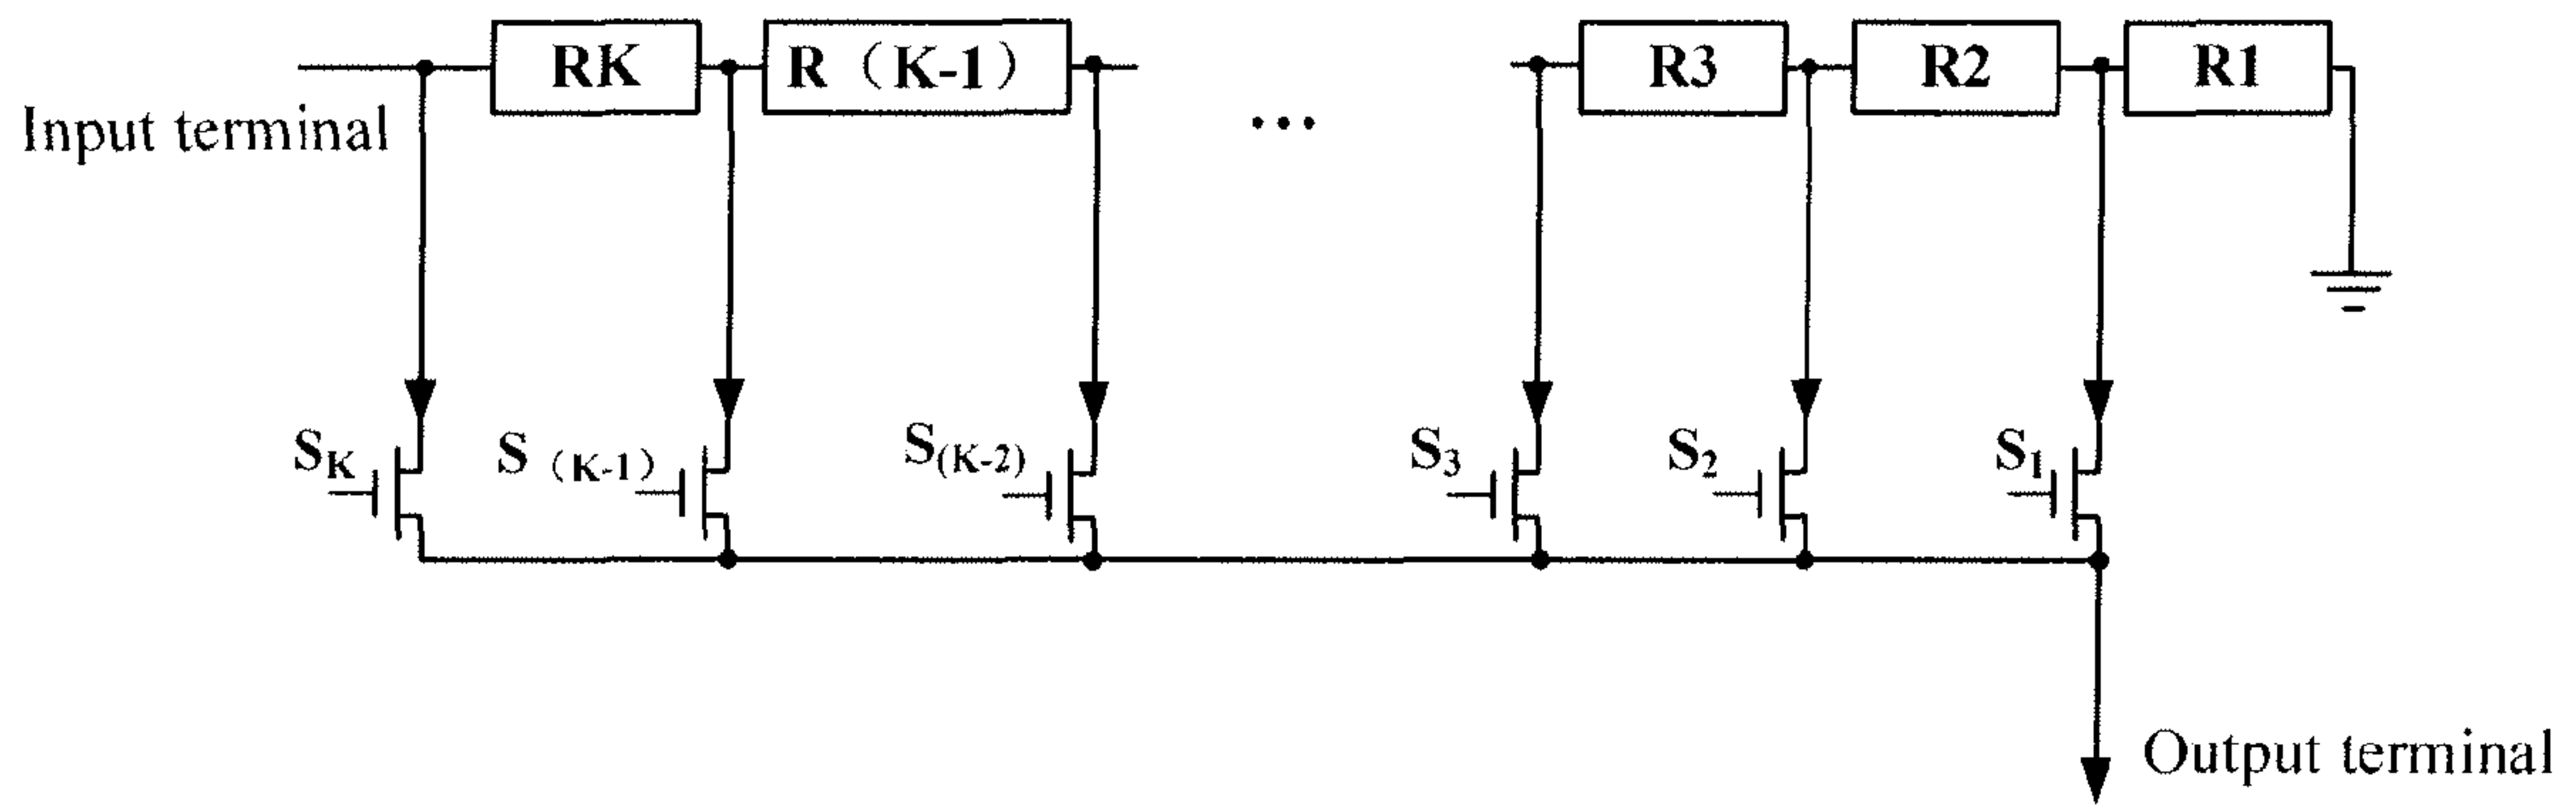 RK R（K-1） R3 R2 R1
Input terminal
...
SK S（K-1） S(K-2) S3 S2 S1
Output terminal